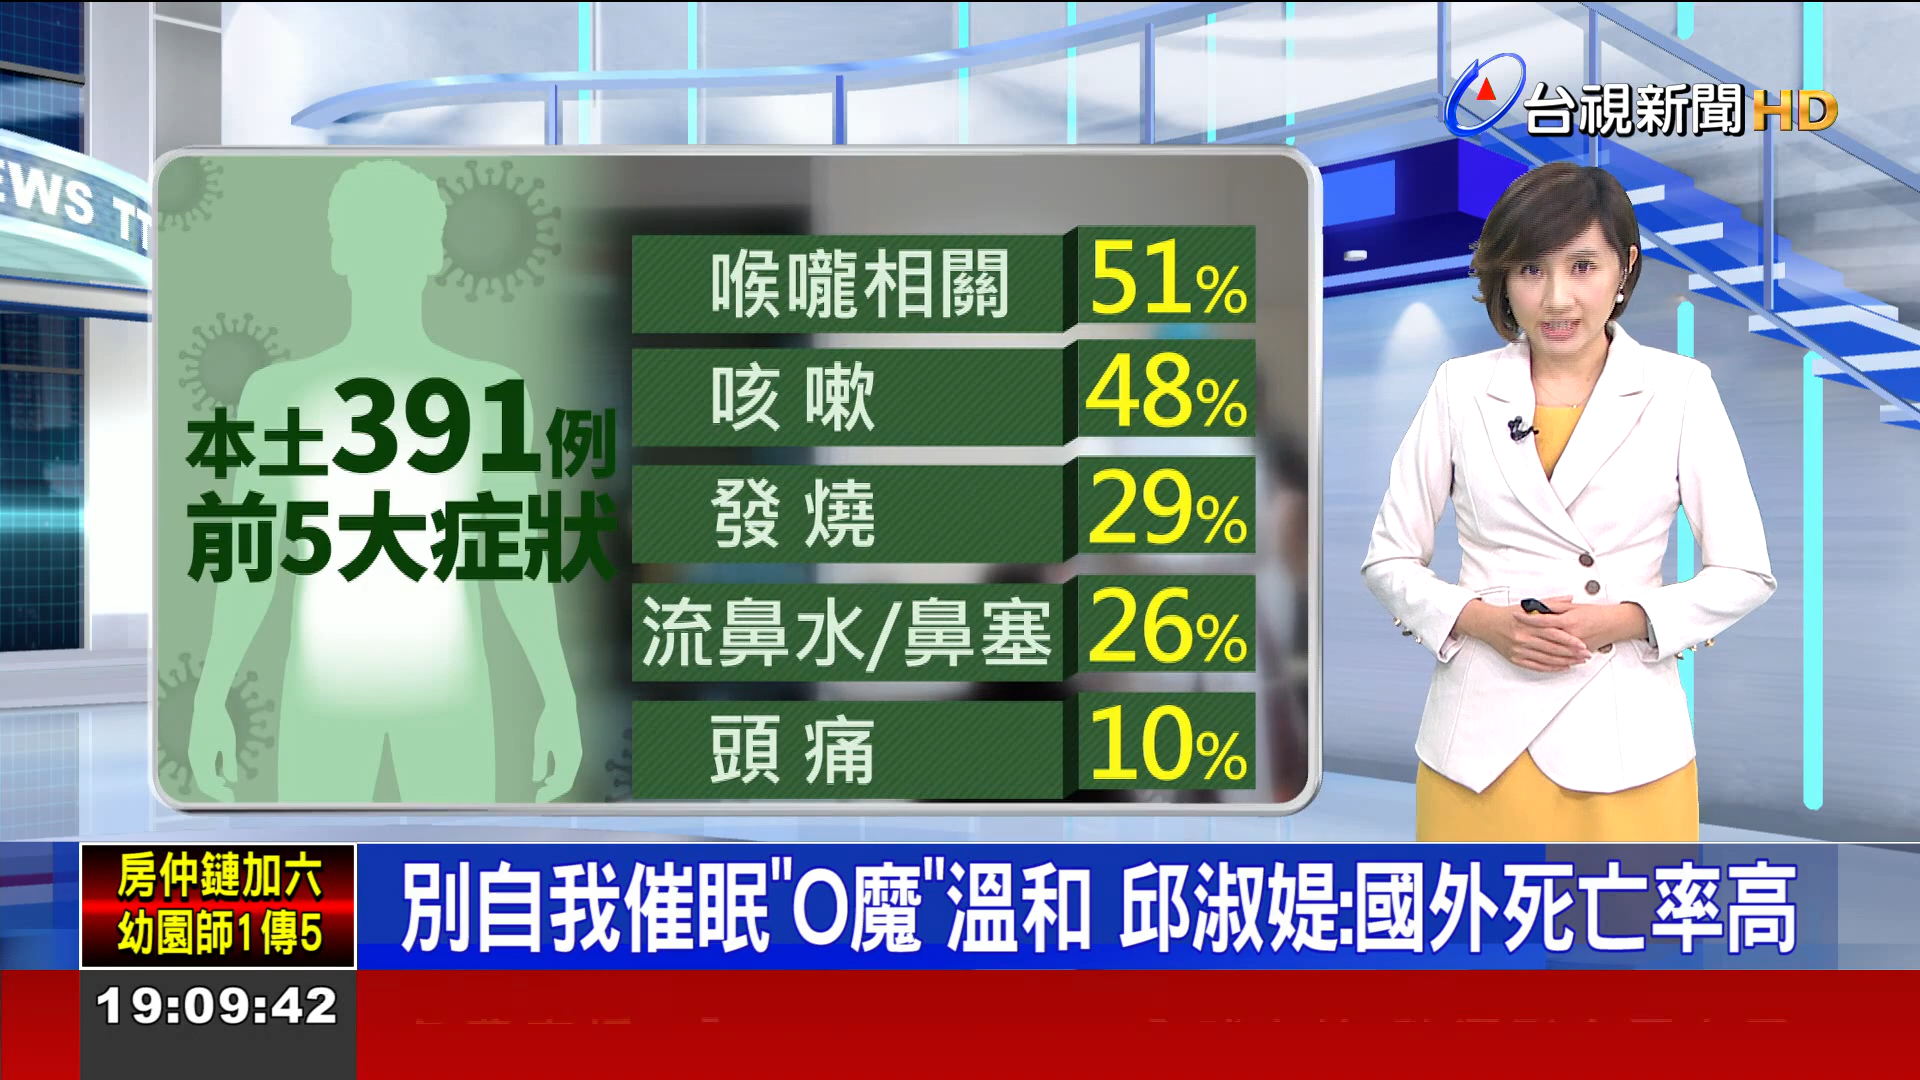 台視新聞HD
EWS TT
本土391例
前5大症狀
喉嚨相關 51%
咳嗽 48%
發燒 29%
流鼻水/鼻塞 26%
頭痛 10%
房仲鏈加六
幼園師1傳5
別自我催眠"O魔"溫和 邱淑媞:國外死亡率高
19:09:42